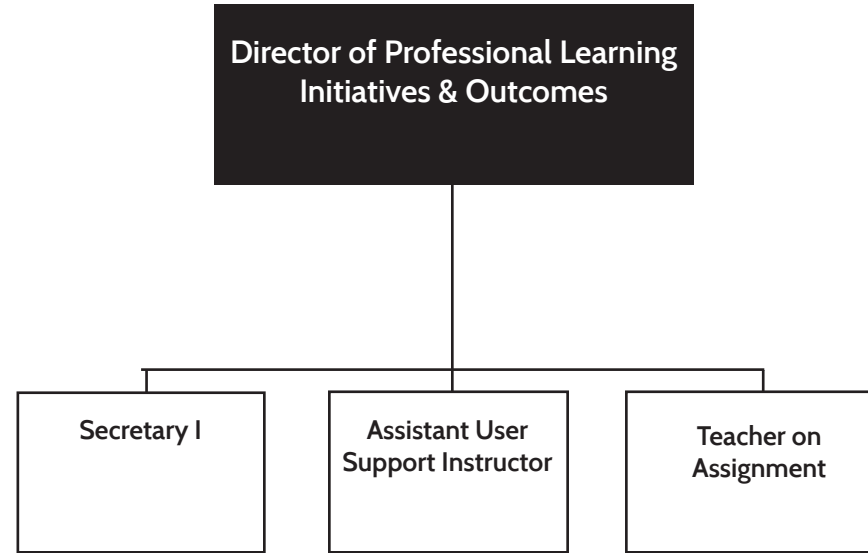 Director of Professional Learning
Initiatives & Outcomes
Secretary I
Assistant User
Support Instructor
Teacher on
Assignment